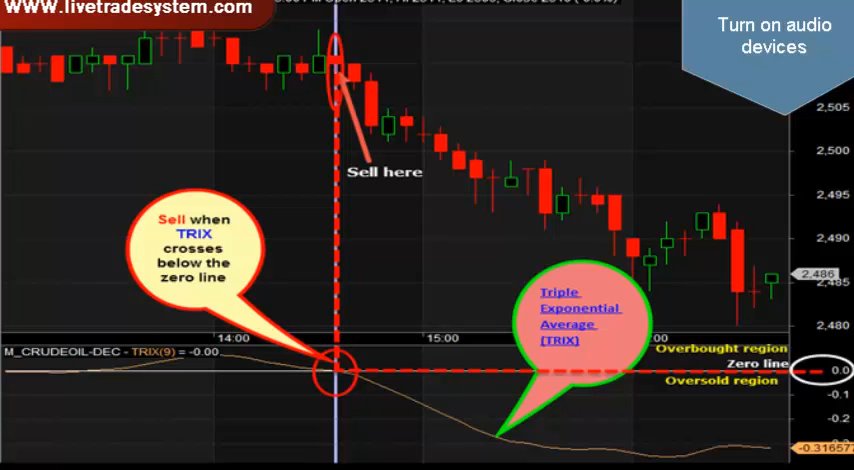 www.livetradesystem.com
Turn on audio
devices
2,505
2,500
Sell here
2,495
Sell when
TRIX
crosses
below the
zero line
2,490
2,486
2,485
Triple
Exponential
Average
(TRIX)
2,480
14:00
15:00
M_CRUDEOIL-DEC - TRIX(9) = -0.00
Overbought region
Zero line
0.0
Oversold region
-0.1
-0.2
-0.316577